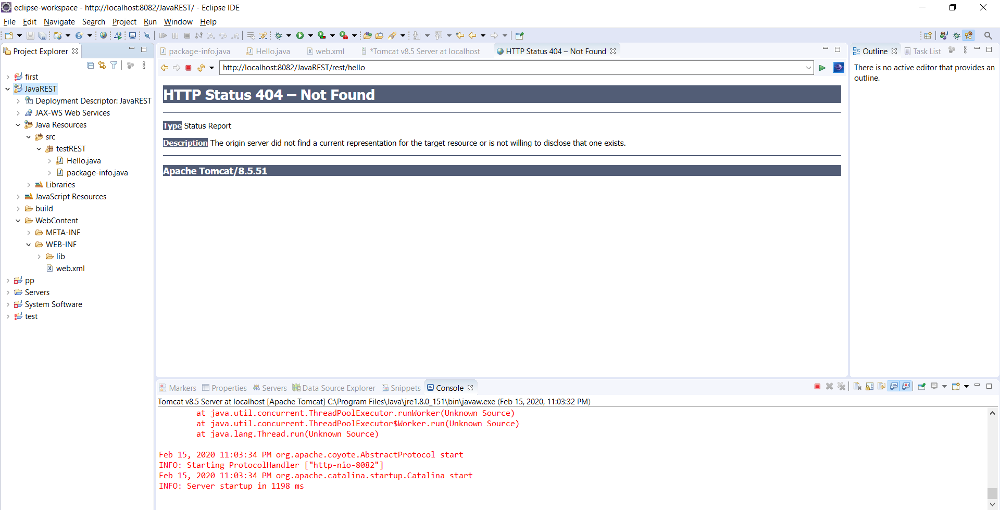 eclipse-workspace - http://localhost:8082/JavaREST/ - Eclipse IDE
File Edit Navigate Search Project Run Window Help
Project Explorer
first
JavaREST
Deployment Descriptor: JavaREST
JAX-WS Web Services
Java Resources
src
testREST
Hello.java
package-info.java
Libraries
JavaScript Resources
build
WebContent
META-INF
WEB-INF
lib
web.xml
pp
Servers
System Software
test
package-info.java Hello.java web.xml *Tomcat v8.5 Server at localhost HTTP Status 404 – Not Found
http://localhost:8082/JavaREST/rest/hello
HTTP Status 404 – Not Found
Type Status Report
Description The origin server did not find a current representation for the target resource or is not willing to disclose that one exists.
Apache Tomcat/8.5.51
Outline Task List
There is no active editor that provides an
outline.
Markers Properties Servers Data Source Explorer Snippets Console
Tomcat v8.5 Server at localhost [Apache Tomcat] C:\Program Files\Java\jre1.8.0_151\bin\javaw.exe (Feb 15, 2020, 11:03:32 PM)
at java.util.concurrent.ThreadPoolExecutor.runWorker(Unknown Source)
at java.util.concurrent.ThreadPoolExecutor$Worker.run(Unknown Source)
at java.lang.Thread.run(Unknown Source)
Feb 15, 2020 11:03:34 PM org.apache.coyote.AbstractProtocol start
INFO: Starting ProtocolHandler ["http-nio-8082"]
Feb 15, 2020 11:03:34 PM org.apache.catalina.startup.Catalina start
INFO: Server startup in 1198 ms